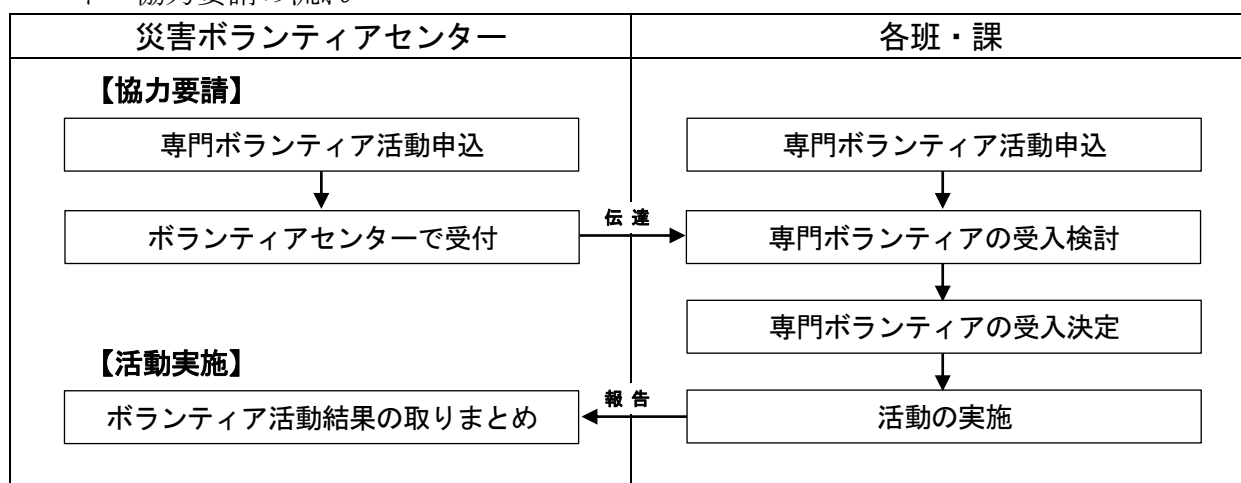 災害ボランティアセンター
各班・課
【協力要請】
専門ボランティア活動申込
専門ボランティア活動申込
ボランティアセンターで受付
伝達
専門ボランティアの受入検討
専門ボランティアの受入決定
【活動実施】
ボランティア活動結果の取りまとめ
報告
活動の実施